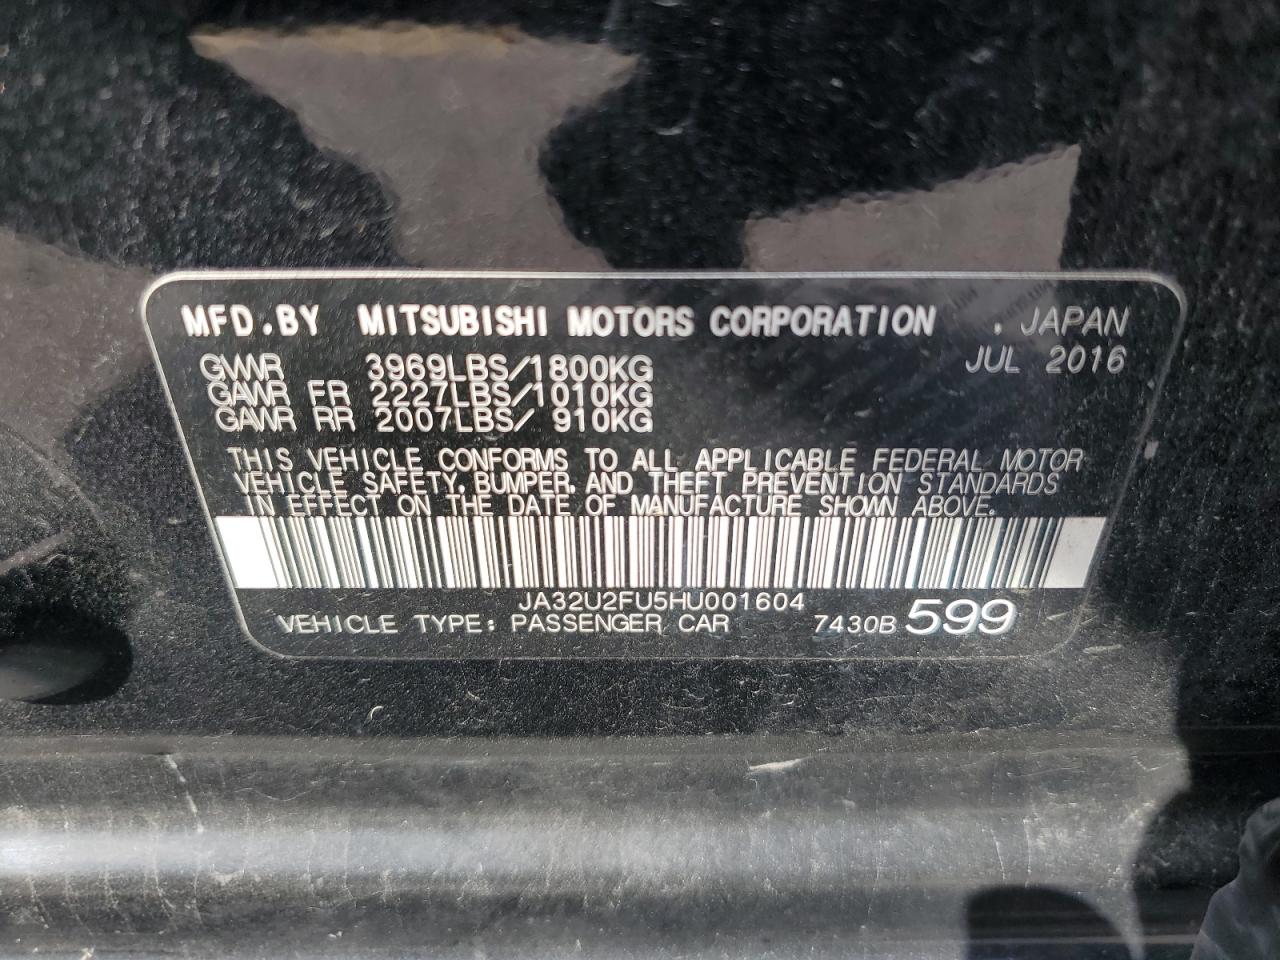 MFD.BY MITSUBISHI MOTORS CORPORATION . JAPAN
GVWR 3969LBS/1800KG JUL 2016
GAWR FR 2227LBS/1010KG
GAWR RR 2007LBS/ 910KG
THIS VEHICLE CONFORMS TO ALL APPLICABLE FEDERAL MOTOR
VEHICLE SAFETY, BUMPER, AND THEFT PREVENTION STANDARDS
IN EFFECT ON THE DATE OF MANUFACTURE SHOWN ABOVE.
JA32U2FU5HU001604
VEHICLE TYPE: PASSENGER CAR 7430B 599